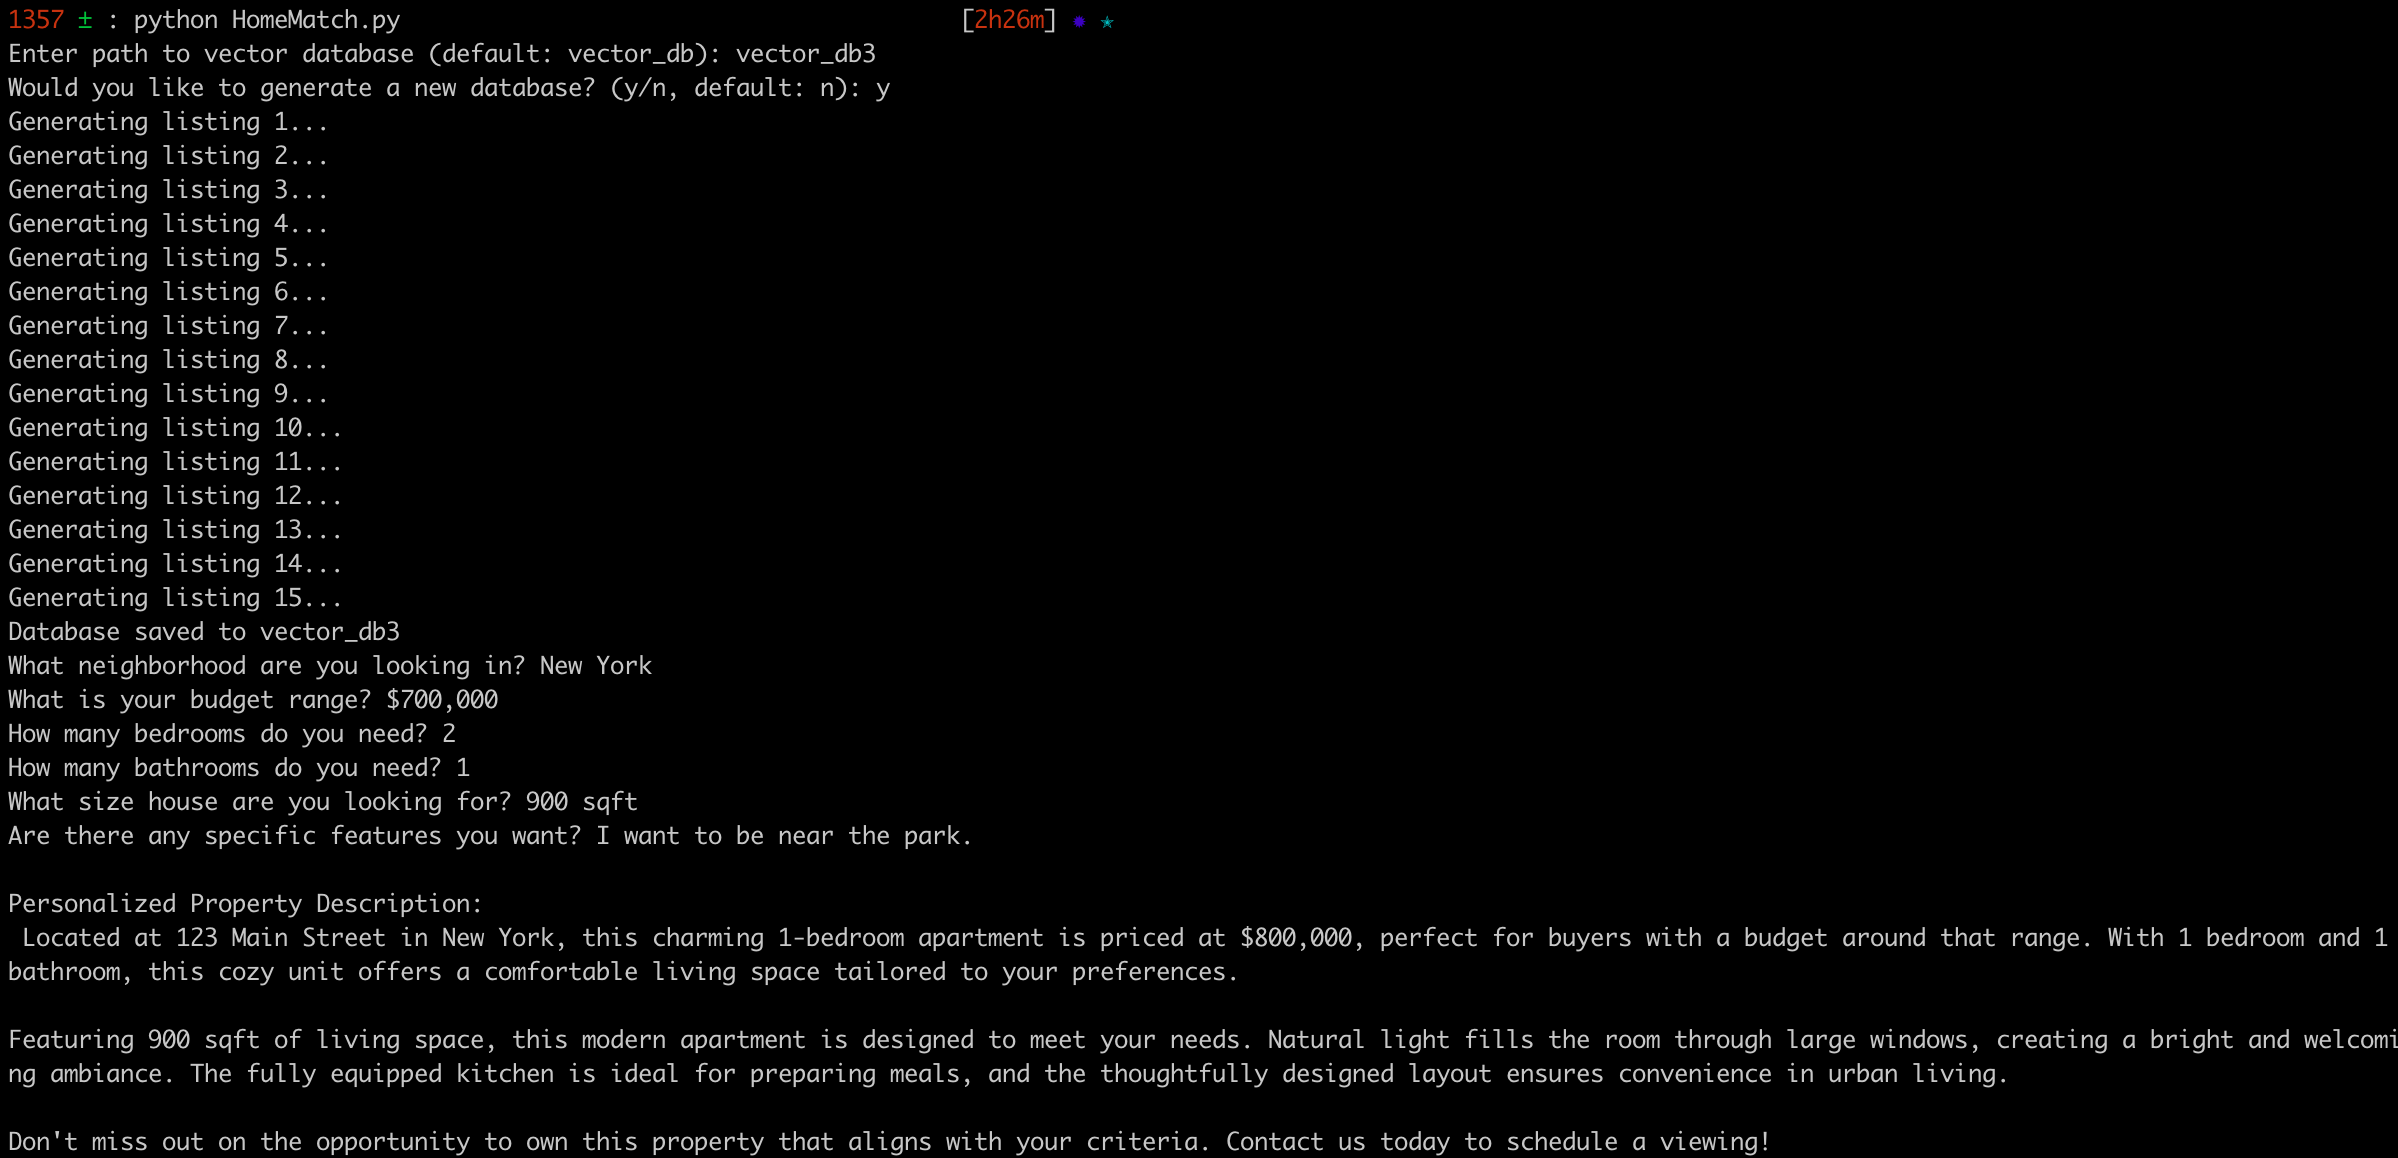 1357 ± : python HomeMatch.py [2h26m] ✹ ✭
Enter path to vector database (default: vector_db): vector_db3
Would you like to generate a new database? (y/n, default: n): y
Generating listing 1...
Generating listing 2...
Generating listing 3...
Generating listing 4...
Generating listing 5...
Generating listing 6...
Generating listing 7...
Generating listing 8...
Generating listing 9...
Generating listing 10...
Generating listing 11...
Generating listing 12...
Generating listing 13...
Generating listing 14...
Generating listing 15...
Database saved to vector_db3
What neighborhood are you looking in? New York
What is your budget range? $700,000
How many bedrooms do you need? 2
How many bathrooms do you need? 1
What size house are you looking for? 900 sqft
Are there any specific features you want? I want to be near the park.
Personalized Property Description:
Located at 123 Main Street in New York, this charming 1-bedroom apartment is priced at $800,000, perfect for buyers with a budget around that range. With 1 bedroom and 1
bathroom, this cozy unit offers a comfortable living space tailored to your preferences.
Featuring 900 sqft of living space, this modern apartment is designed to meet your needs. Natural light fills the room through large windows, creating a bright and welcomi
ng ambiance. The fully equipped kitchen is ideal for preparing meals, and the thoughtfully designed layout ensures convenience in urban living.
Don't miss out on the opportunity to own this property that aligns with your criteria. Contact us today to schedule a viewing!